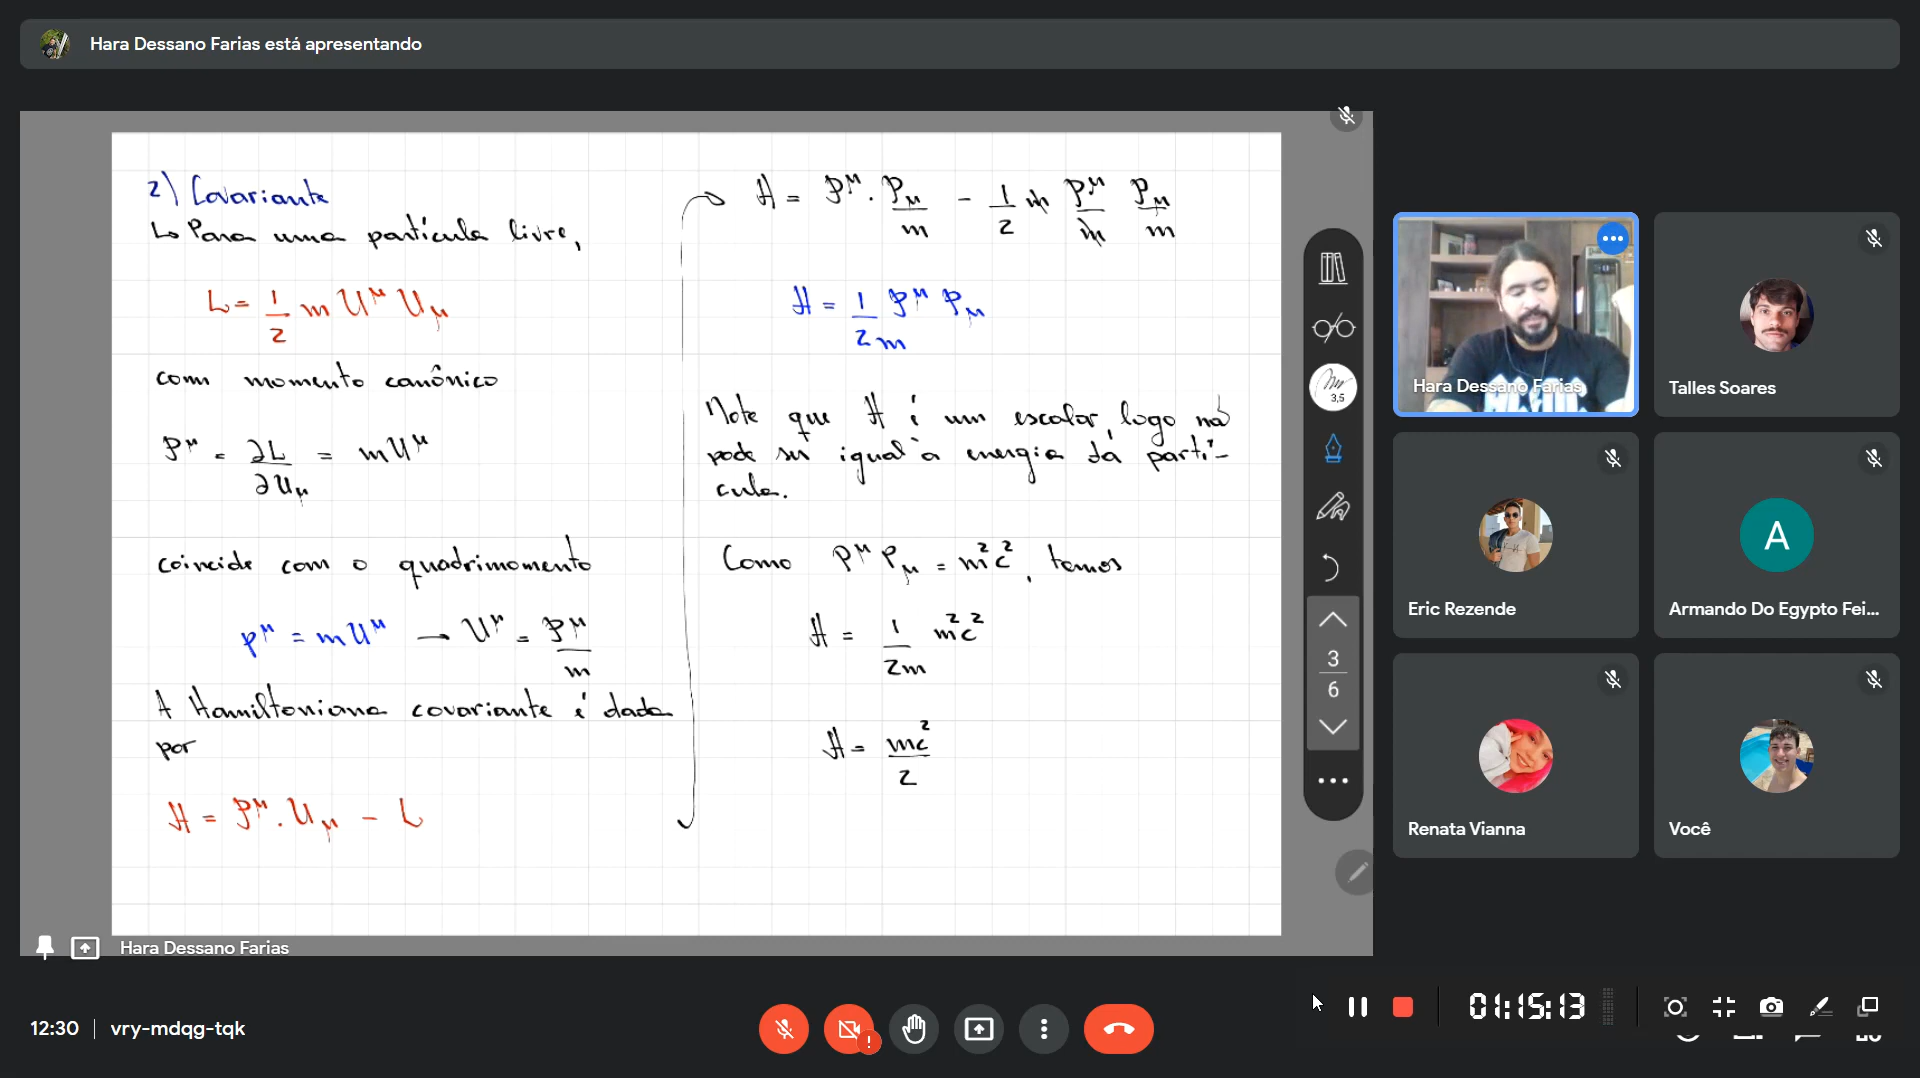 Hara Dessano Farias está apresentando
2) Covariante
↳ Para uma partícula livre,
L = 1/2 m U^μ U_μ
com momento canônico
P^μ = ∂L/∂U_μ = mU^μ
coincide com o quadrimomento
p^μ = mU^μ → U^μ = P^μ/m
A Hamiltoniana covariante é dada
por
H = P^μ . U_μ - L
H = P^μ . P_μ/m - 1/2 m P^μ/m P_μ/m
H = 1/2m P^μ P_μ
Note que H é um escalar, logo não
pode ser igual à energia da partí-
cula.
Como P^μ P_μ = m²c², temos
H = 1/2m m²c²
H = mc²/2
3,5
3
6
Hara Dessano Farias
Hara Dessano Farias
Talles Soares
Eric Rezende
A
Armando Do Egypto Fei...
Renata Vianna
Você
12:30 | vry-mdqg-tqk
01:15:13